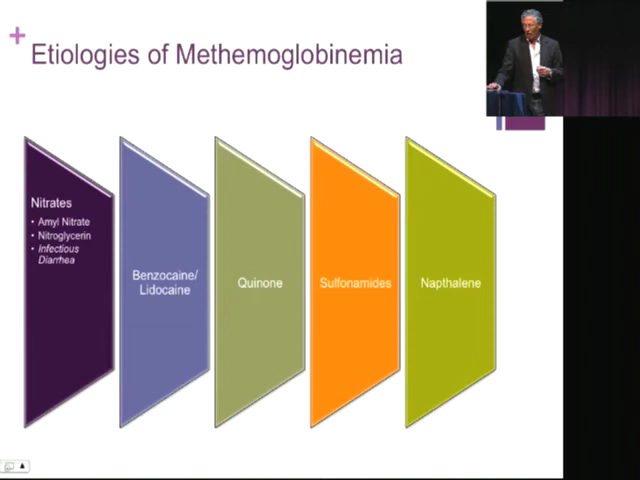 +
Etiologies of Methemoglobinemia
Nitrates
• Amyl Nitrate
• Nitroglycerin
• Infectious
Diarrhea
Benzocaine/
Lidocaine
Quinone
Sulfonamides
Napthalene